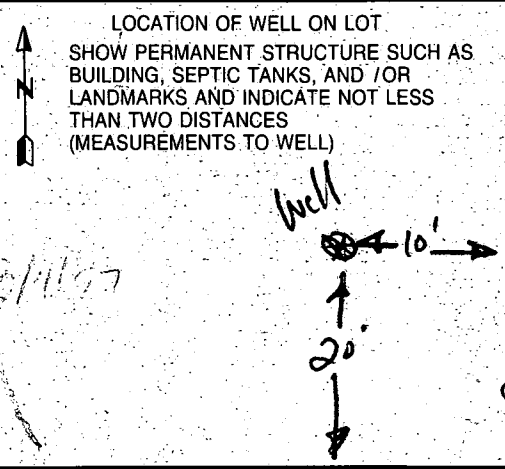 LOCATION OF WELL ON LOT
SHOW PERMANENT STRUCTURE SUCH AS
BUILDING, SEPTIC TANKS, AND /OR
LANDMARKS AND INDICATE NOT LESS
THAN TWO DISTANCES
(MEASUREMENTS TO WELL)
N
Well
10'
20'